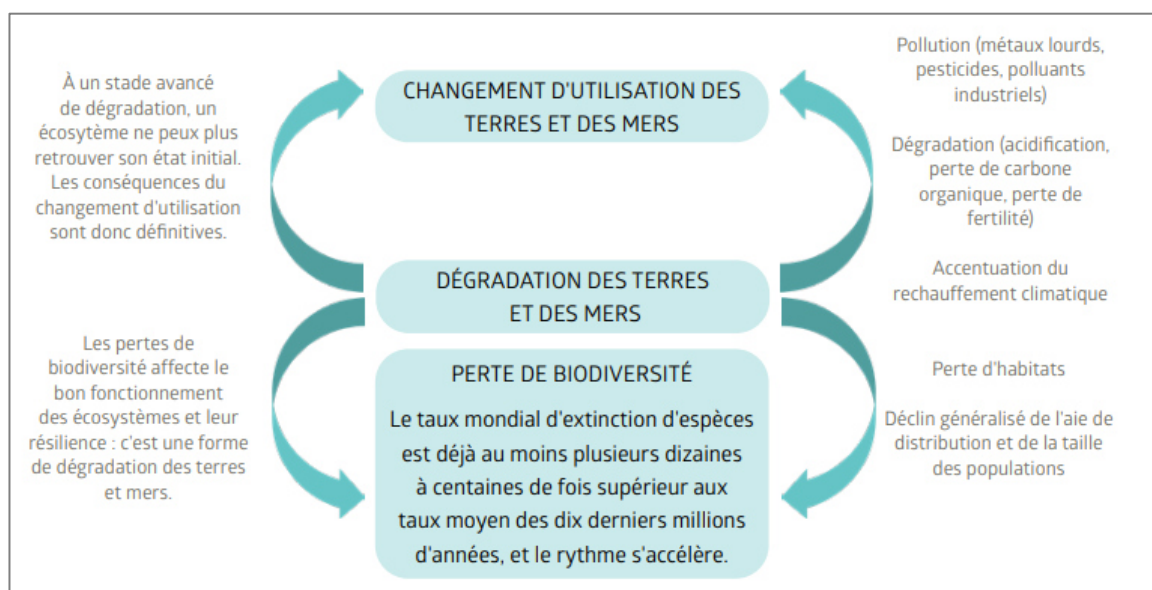 À un stade avancé
de dégradation, un
écosytème ne peux plus
retrouver son état initial.
Les conséquences du
changement d'utilisation
sont donc définitives.
Les pertes de
biodiversité affecte le
bon fonctionnement
des écosystèmes et leur
résilience : c'est une forme
de dégradation des terres
et mers.
CHANGEMENT D'UTILISATION DES
TERRES ET DES MERS
DÉGRADATION DES TERRES
ET DES MERS
PERTE DE BIODIVERSITÉ
Le taux mondial d'extinction d'espèces
est déjà au moins plusieurs dizaines
à centaines de fois supérieur aux
taux moyen des dix derniers millions
d'années, et le rythme s'accélère.
Pollution (métaux lourds,
pesticides, polluants
industriels)
Dégradation (acidification,
perte de carbone
organique, perte de
fertilité)
Accentuation du
rechauffement climatique
Perte d'habitats
Déclin généralisé de l'aie de
distribution et de la taille
des populations